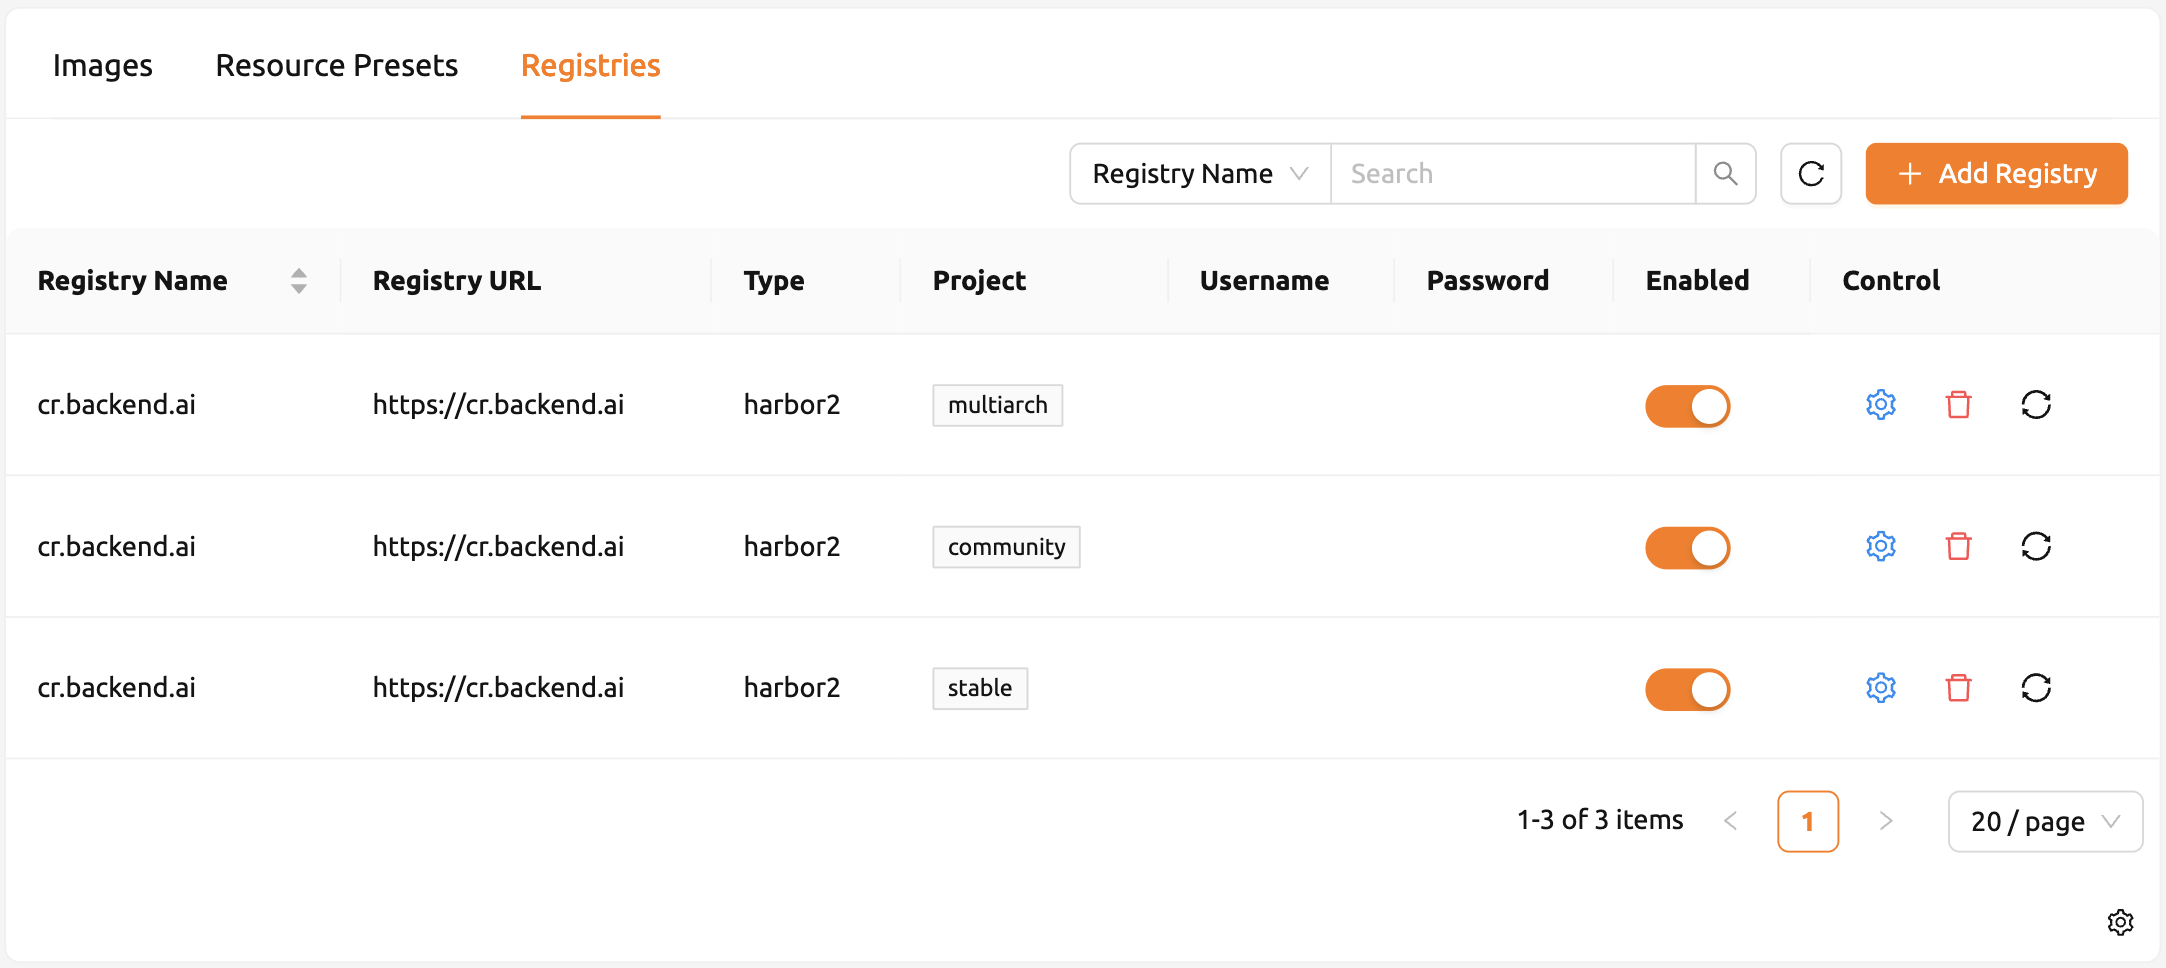 Images Resource Presets Registries
Registry Name Search Add Registry
Registry Name Registry URL Type Project Username Password Enabled Control
cr.backend.ai https://cr.backend.ai harbor2 multiarch
cr.backend.ai https://cr.backend.ai harbor2 community
cr.backend.ai https://cr.backend.ai harbor2 stable
1-3 of 3 items 1 20 / page